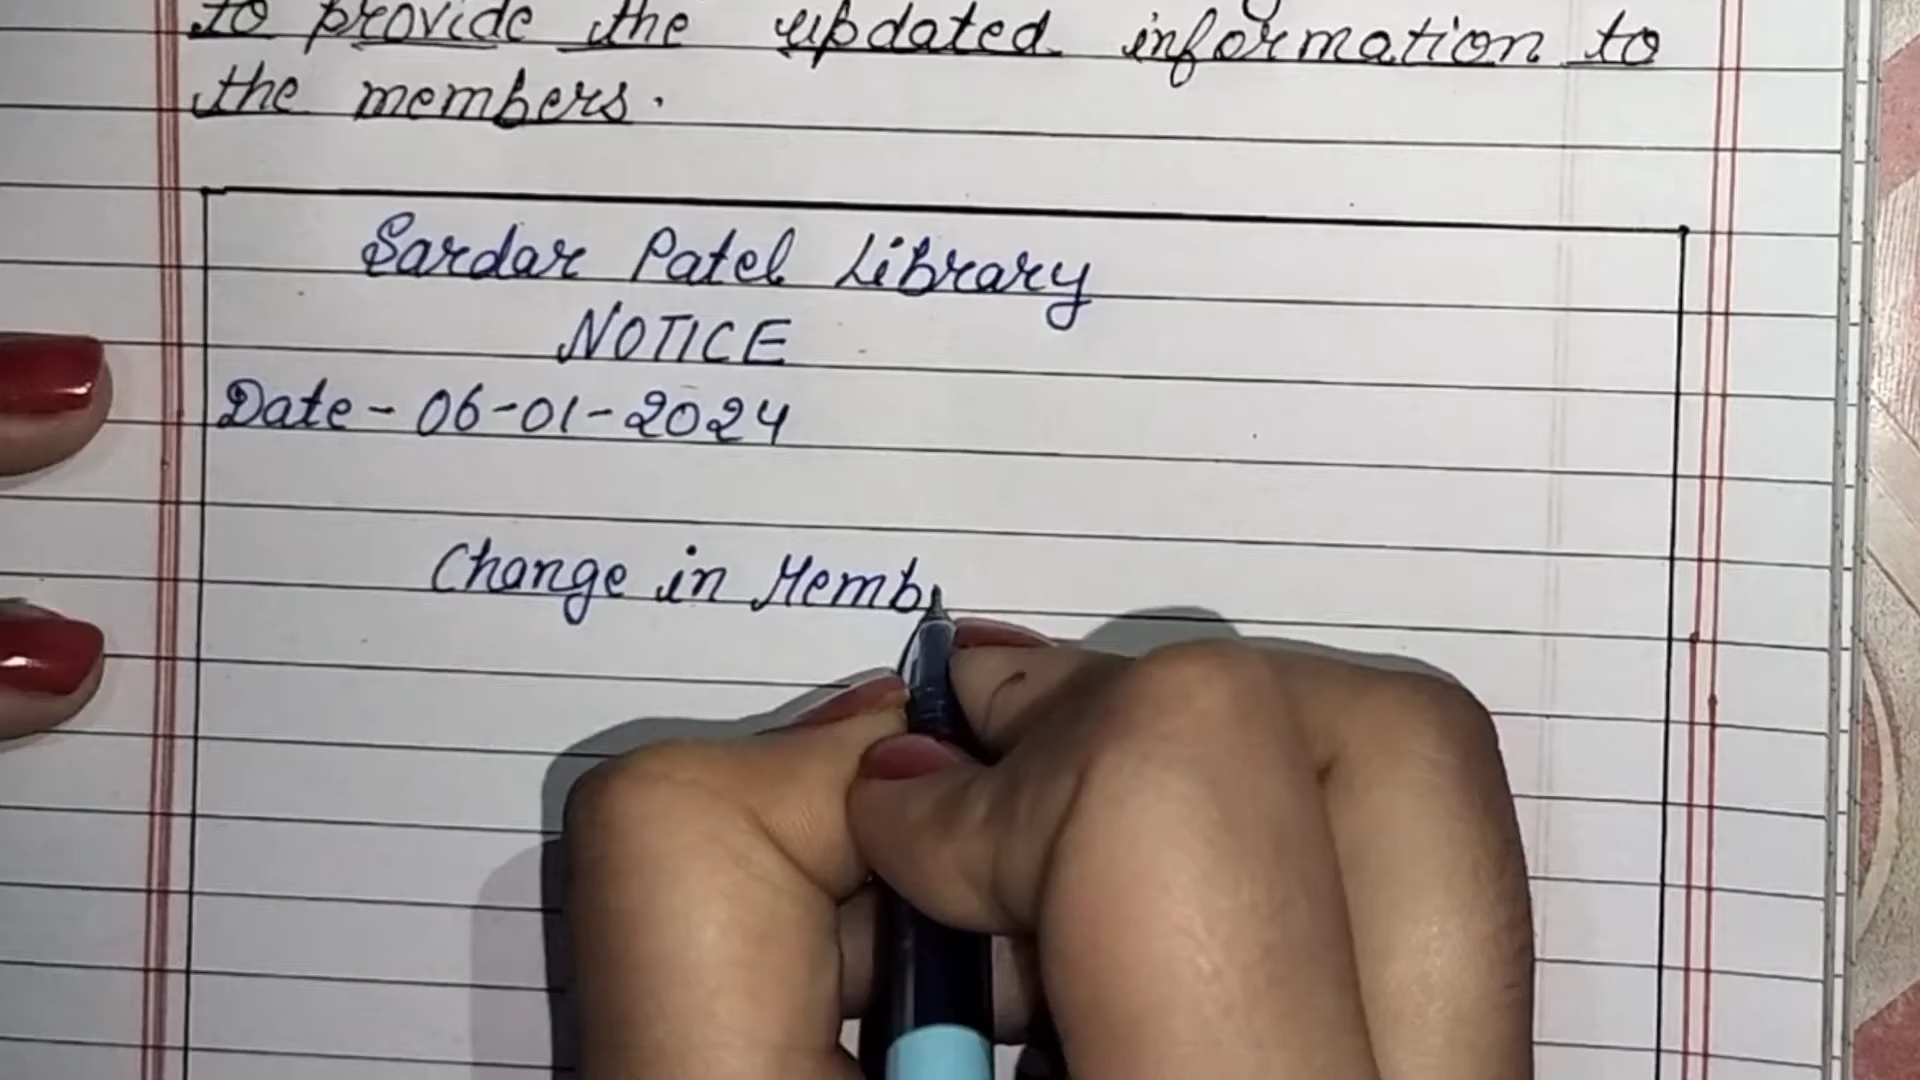 to provide the updated information to
the members.
Sardar Patel Library
NOTICE
Date - 06-01-2024
Change in Memb